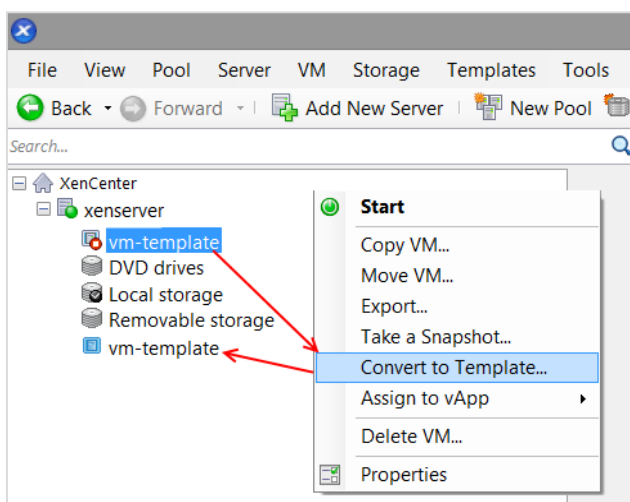 File View Pool Server VM Storage Templates Tools
Back Forward Add New Server New Pool
Search...
XenCenter
xenserver
vm-template
DVD drives
Local storage
Removable storage
vm-template
Start
Copy VM...
Move VM...
Export...
Take a Snapshot...
Convert to Template...
Assign to vApp
Delete VM...
Properties